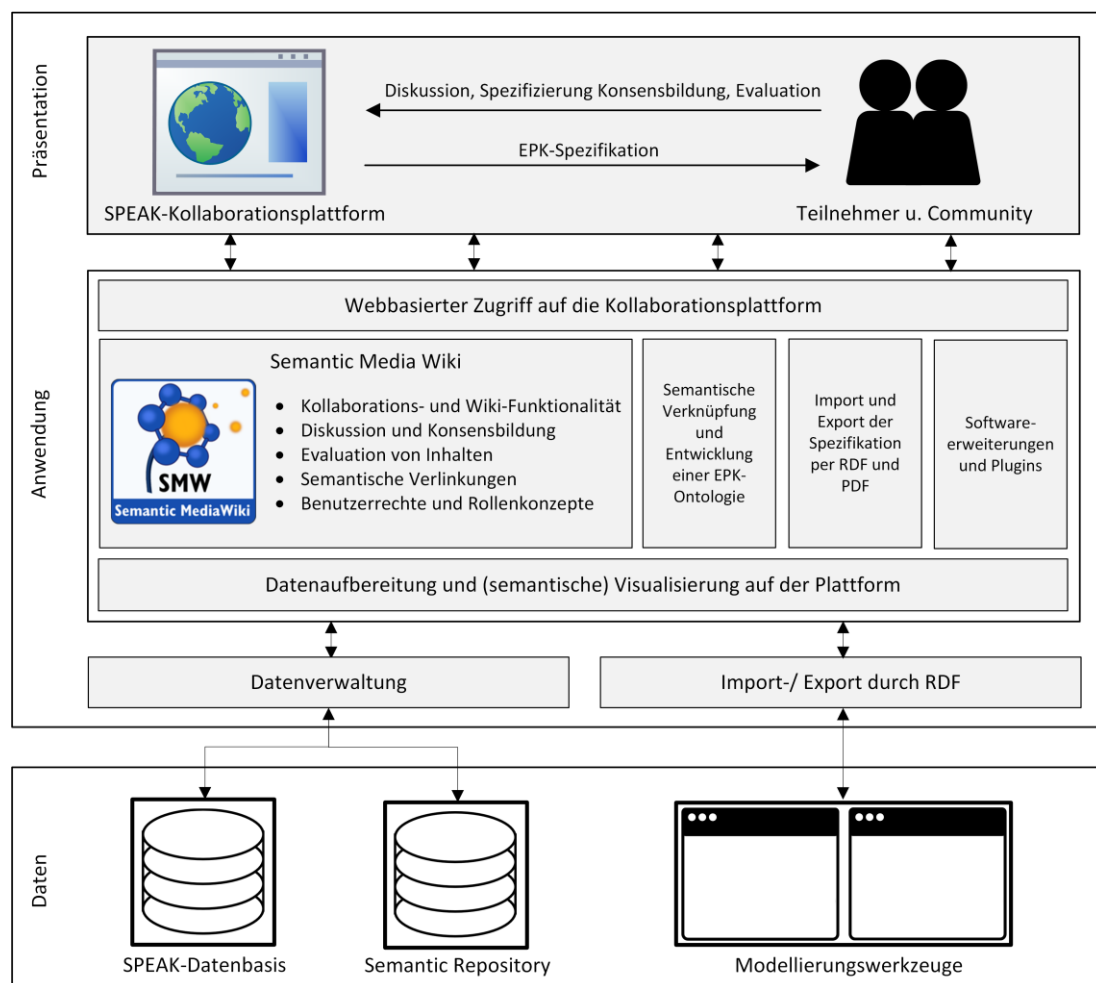 Präsentation
Diskussion, Spezifizierung Konsensbildung, Evaluation
EPK-Spezifikation
SPEAK-Kollaborationsplattform
Teilnehmer u. Community
Anwendung
Webbasierter Zugriff auf die Kollaborationsplattform
Semantic Media Wiki
SMW
Semantic MediaWiki
• Kollaborations- und Wiki-Funktionalität
• Diskussion und Konsensbildung
• Evaluation von Inhalten
• Semantische Verlinkungen
• Benutzerrechte und Rollenkonzepte
Semantische
Verknüpfung
und
Entwicklung
einer EPK-
Ontologie
Import und
Export der
Spezifikation
per RDF und
PDF
Software-
erweiterungen
und Plugins
Datenaufbereitung und (semantische) Visualisierung auf der Plattform
Datenverwaltung
Import-/ Export durch RDF
Daten
SPEAK-Datenbasis
Semantic Repository
Modellierungswerkzeuge